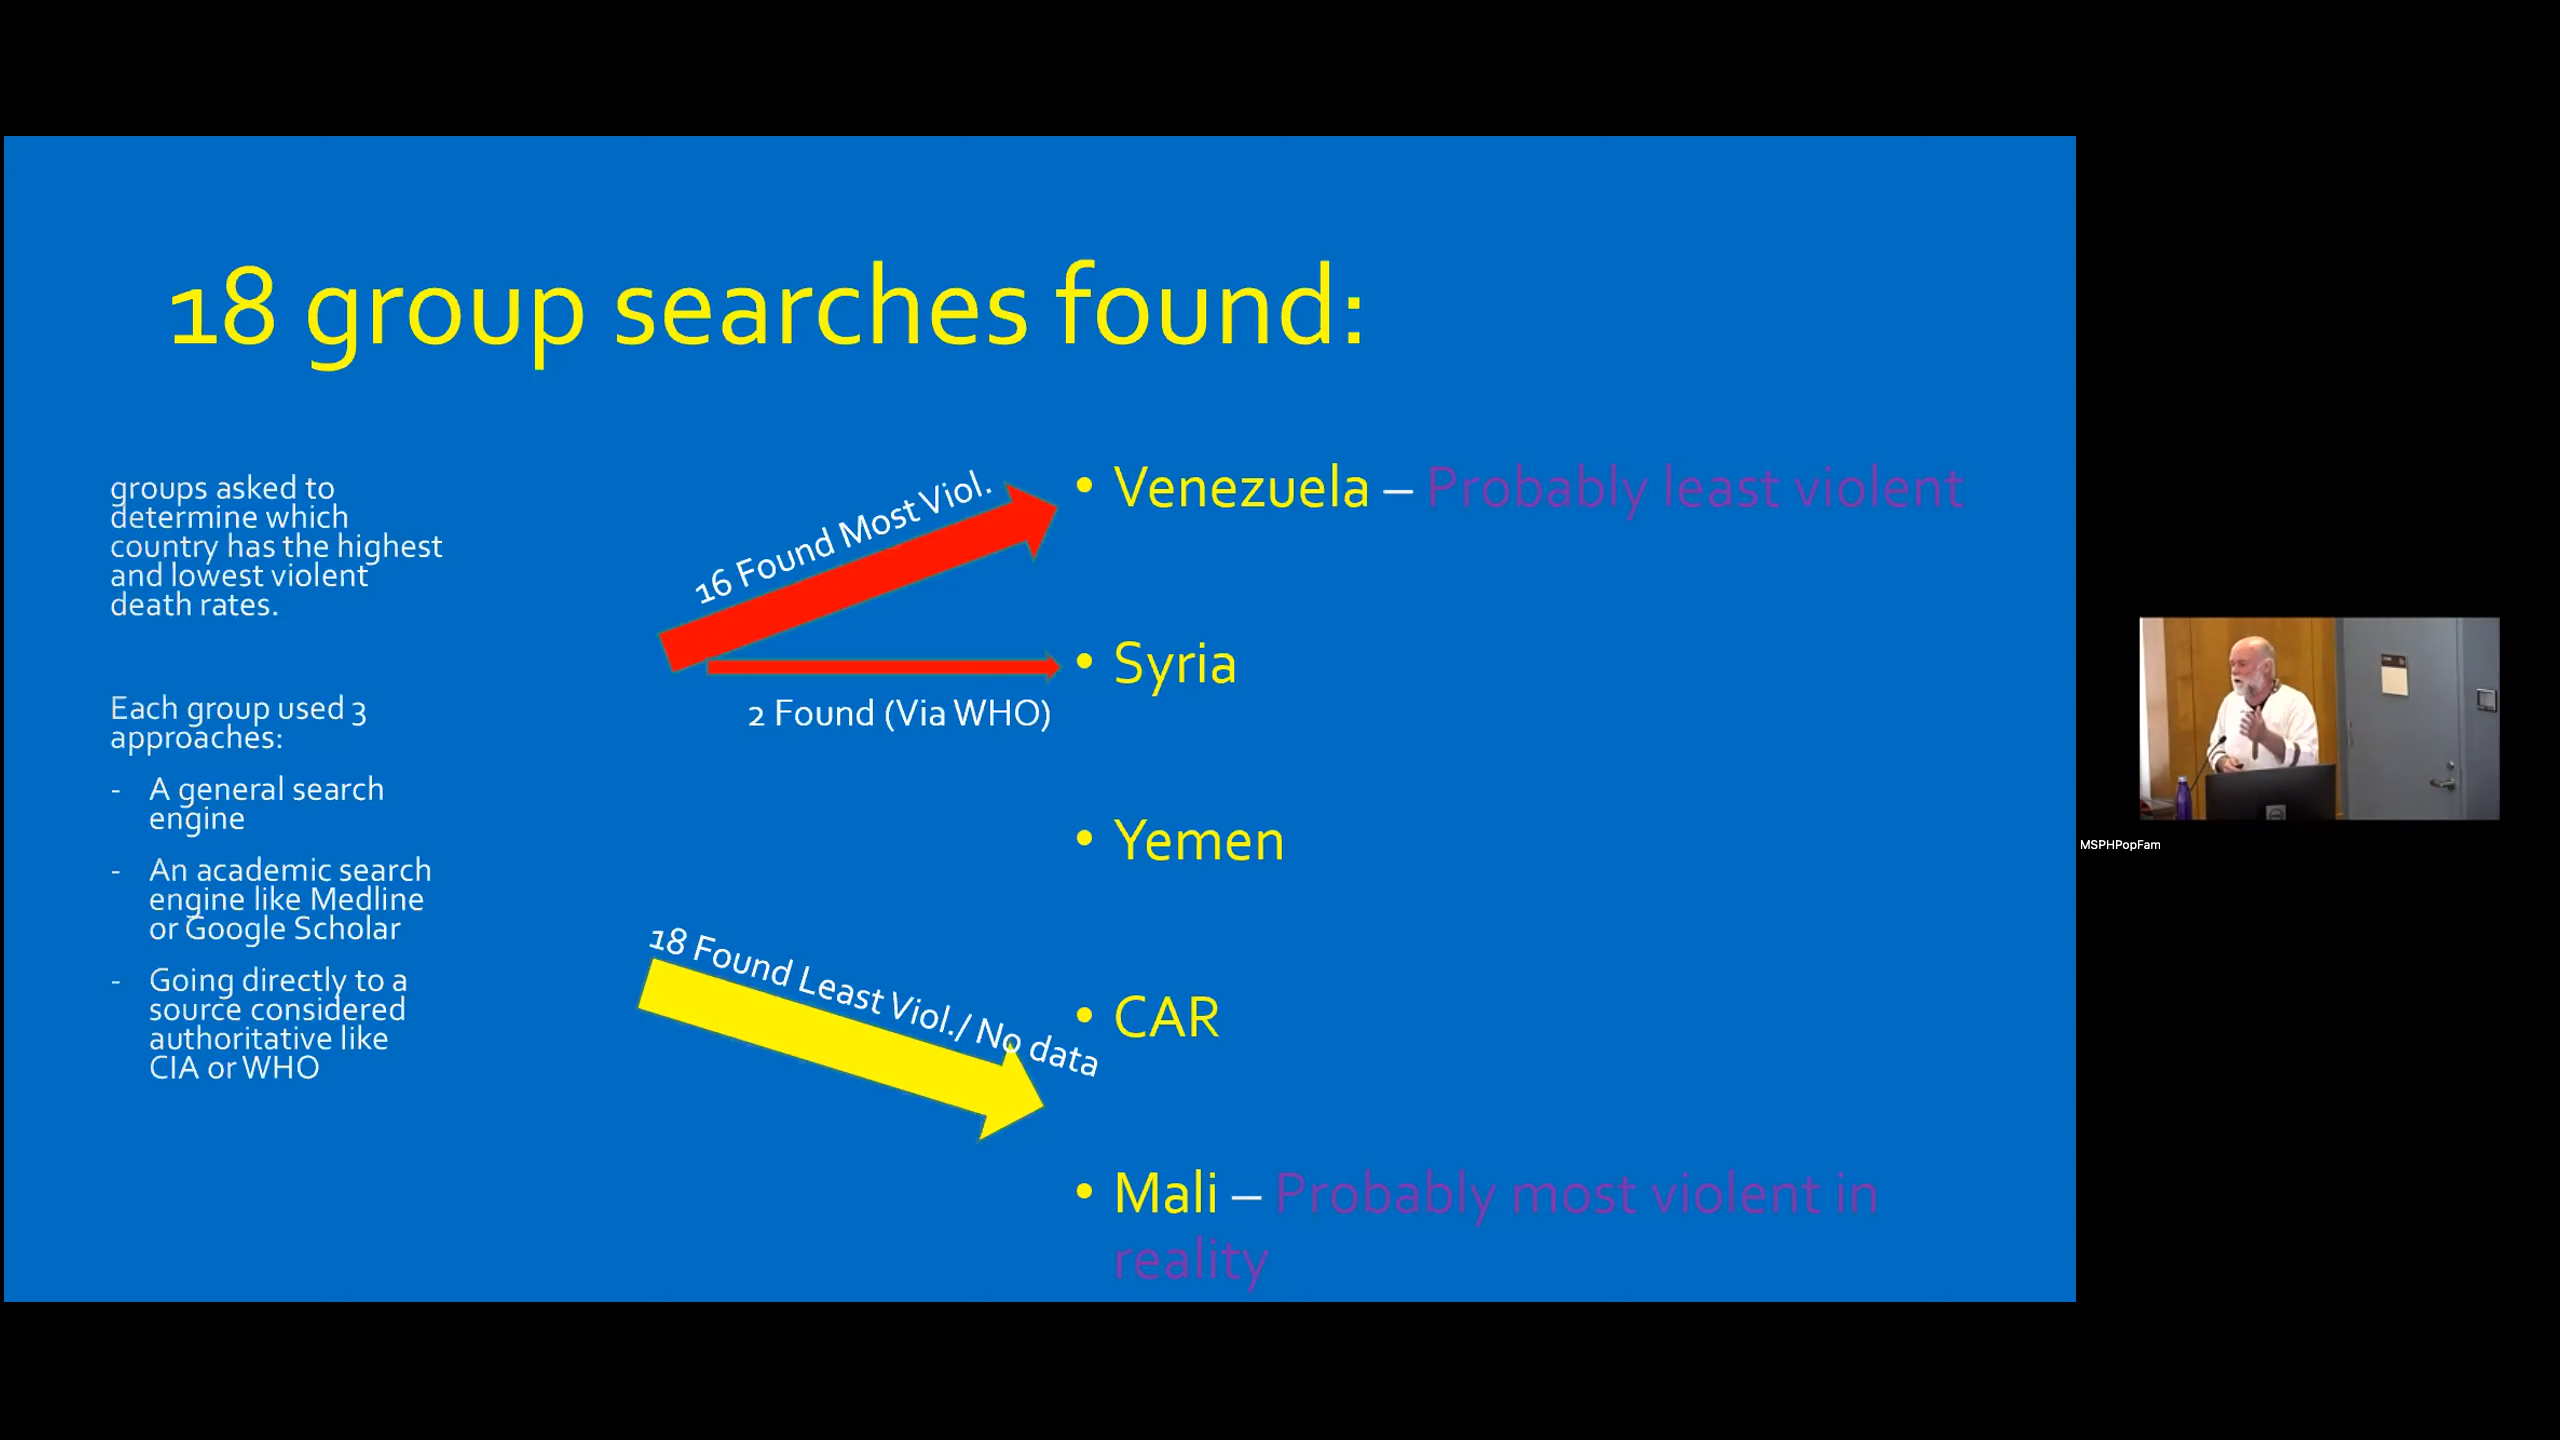 18 group searches found:
groups asked to
determine which
country has the highest
and lowest violent
death rates.
Each group used 3
approaches:
- A general search
engine
- An academic search
engine like Medline
or Google Scholar
- Going directly to a
source considered
authoritative like
CIA or WHO
16 Found Most Viol.
2 Found (Via WHO)
18 Found Least Viol./ No data
• Venezuela – Probably least violent
• Syria
• Yemen
• CAR
• Mali – Probably most violent in
reality
MSPHPopFam